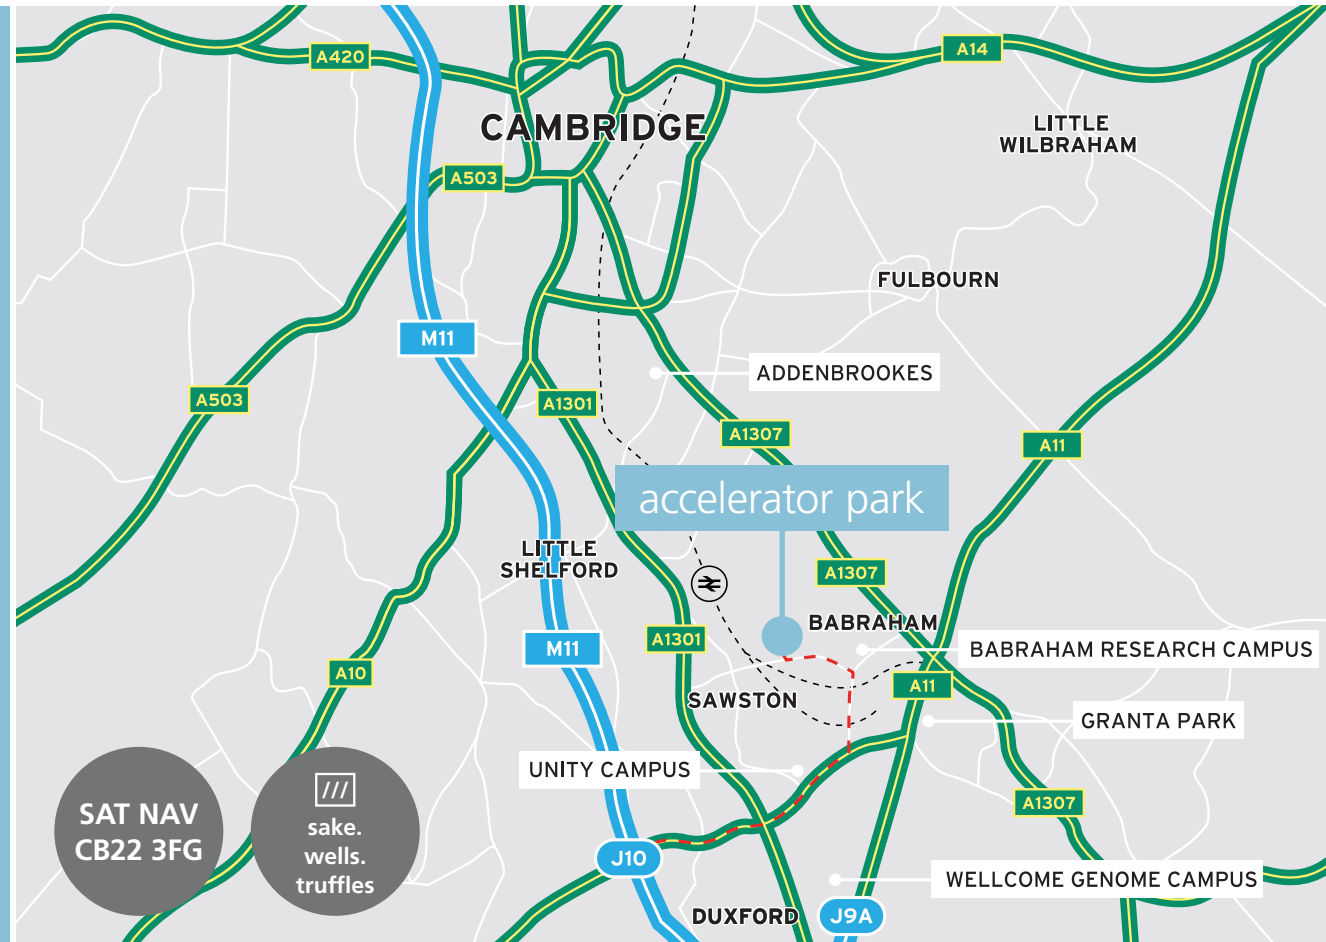 A420
A14
CAMBRIDGE
LITTLE
WILBRAHAM
A503
FULBOURN
M11
ADDENBROOKES
A503
A1301
A1307
A11
accelerator park
LITTLE
SHELFORD
A1307
BABRAHAM
M11
A1301
BABRAHAM RESEARCH CAMPUS
A10
A11
SAWSTON
GRANTA PARK
UNITY CAMPUS
A1307
SAT NAV
CB22 3FG
///
sake.
wells.
truffles
J10
WELLCOME GENOME CAMPUS
DUXFORD
J9A